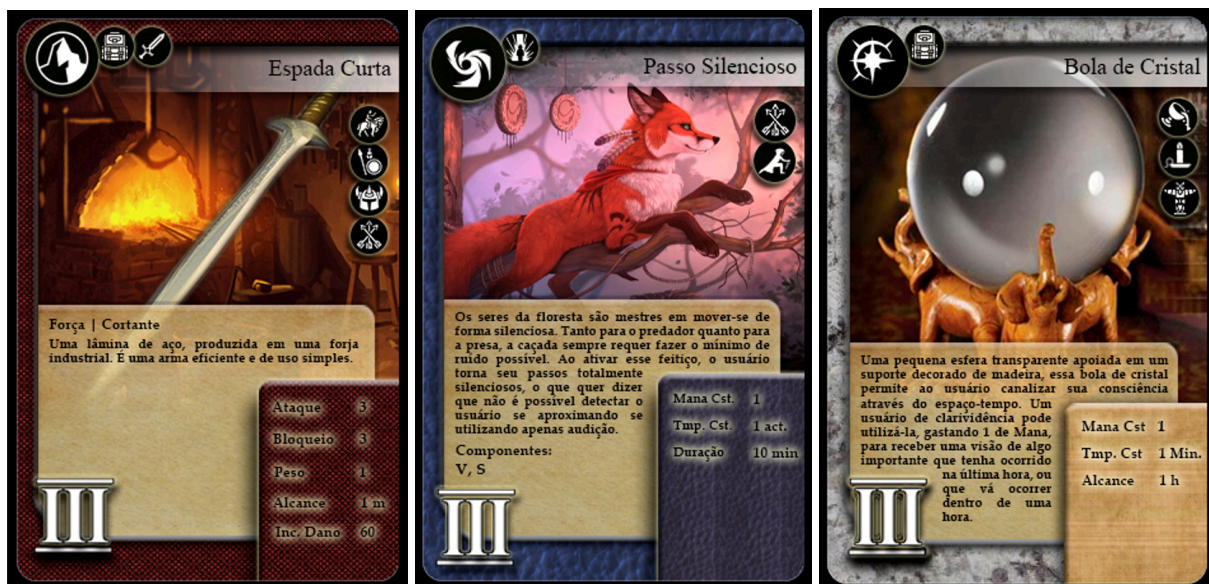 Espada Curta
Força | Cortante
Uma lâmina de aço, produzida em uma forja
industrial. É uma arma eficiente e de uso simples.
Ataque 3
Bloqueio 3
Peso 1
Alcance 1 m
Inc. Dano 60
III
Passo Silencioso
Os seres da floresta são mestres em mover-se de
forma silenciosa. Tanto para o predador quanto para
a presa, a caçada sempre requer fazer o mínimo de
ruído possível. Ao ativar esse feitiço, o usuário
torna seu passos totalmente
silenciosos, o que quer dizer
que não é possível detectar o
usuário se aproximando se
utilizando apenas audição.
Componentes:
V, S
Mana Cst. 1
Tmp. Cst. 1 act.
Duração 10 min
III
Bola de Cristal
Uma pequena esfera transparente apoiada em um
suporte decorado de madeira, essa bola de cristal
permite ao usuário canalizar sua consciência
através do espaço-tempo. Um
usuário de clarividência pode
utilizá-la, gastando 1 de Mana,
para receber uma visão de algo
importante que tenha ocorrido
na última hora, ou
que vá ocorrer
dentro de uma
hora.
Mana Cst 1
Tmp. Cst 1 Min.
Alcance 1 h
III